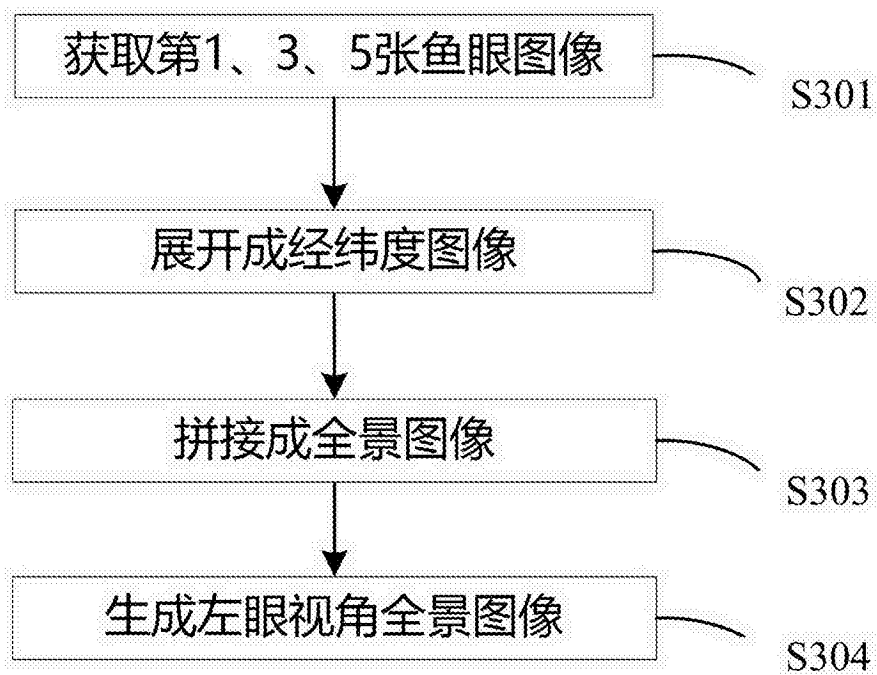 获取第1、3、5张鱼眼图像
S301
展开成经纬度图像
S302
拼接成全景图像
S303
生成左眼视角全景图像
S304